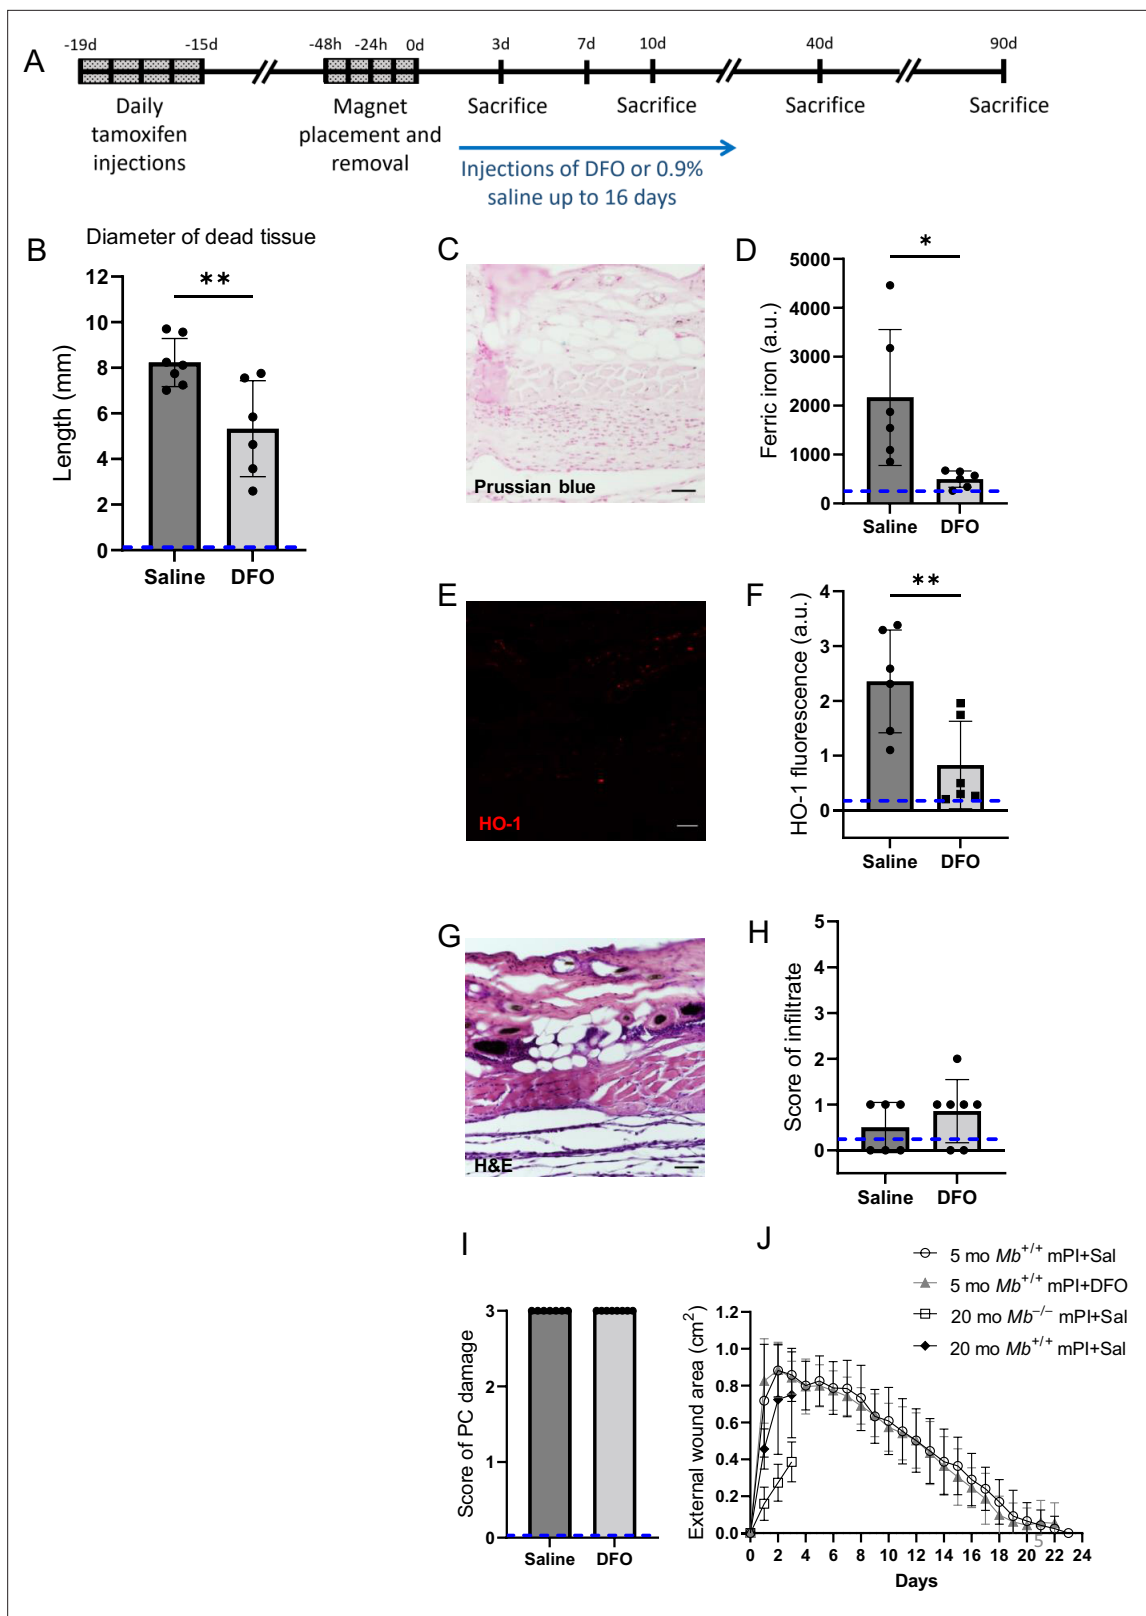 A
-19d -15d -48h -24h 0d 3d 7d 10d 40d 90d
Daily
tamoxifen
injections
Magnet
placement and
removal
Sacrifice Sacrifice Sacrifice Sacrifice
Injections of DFO or 0.9%
saline up to 16 days
B
Diameter of dead tissue
Length (mm)
12
10
8
6
4
2
0
**
Saline DFO
C
Prussian blue
D
Ferric iron (a.u.)
5000
4000
3000
2000
1000
0
*
Saline DFO
E
HO-1
F
HO-1 fluorescence (a.u.)
4
3
2
1
0
**
Saline DFO
G
H&E
H
Score of infiltrate
5
4
3
2
1
0
Saline DFO
I
Score of PC damage
3
2
1
0
Saline DFO
J
5 mo Mb+/+ mPI+Sal
5 mo Mb+/+ mPI+DFO
20 mo Mb−/− mPI+Sal
20 mo Mb+/+ mPI+Sal
External wound area (cm2)
1.2
1.0
0.8
0.6
0.4
0.2
0.0
0 2 4 6 8 10 12 14 16 18 20 22 24
5
Days